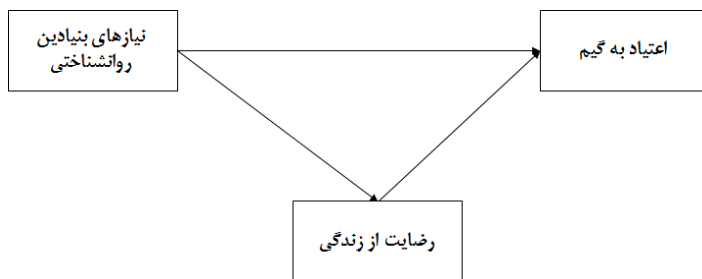 نیازهای بنیادین
روانشناختی
اعتیاد به گیم
رضایت از زندگی